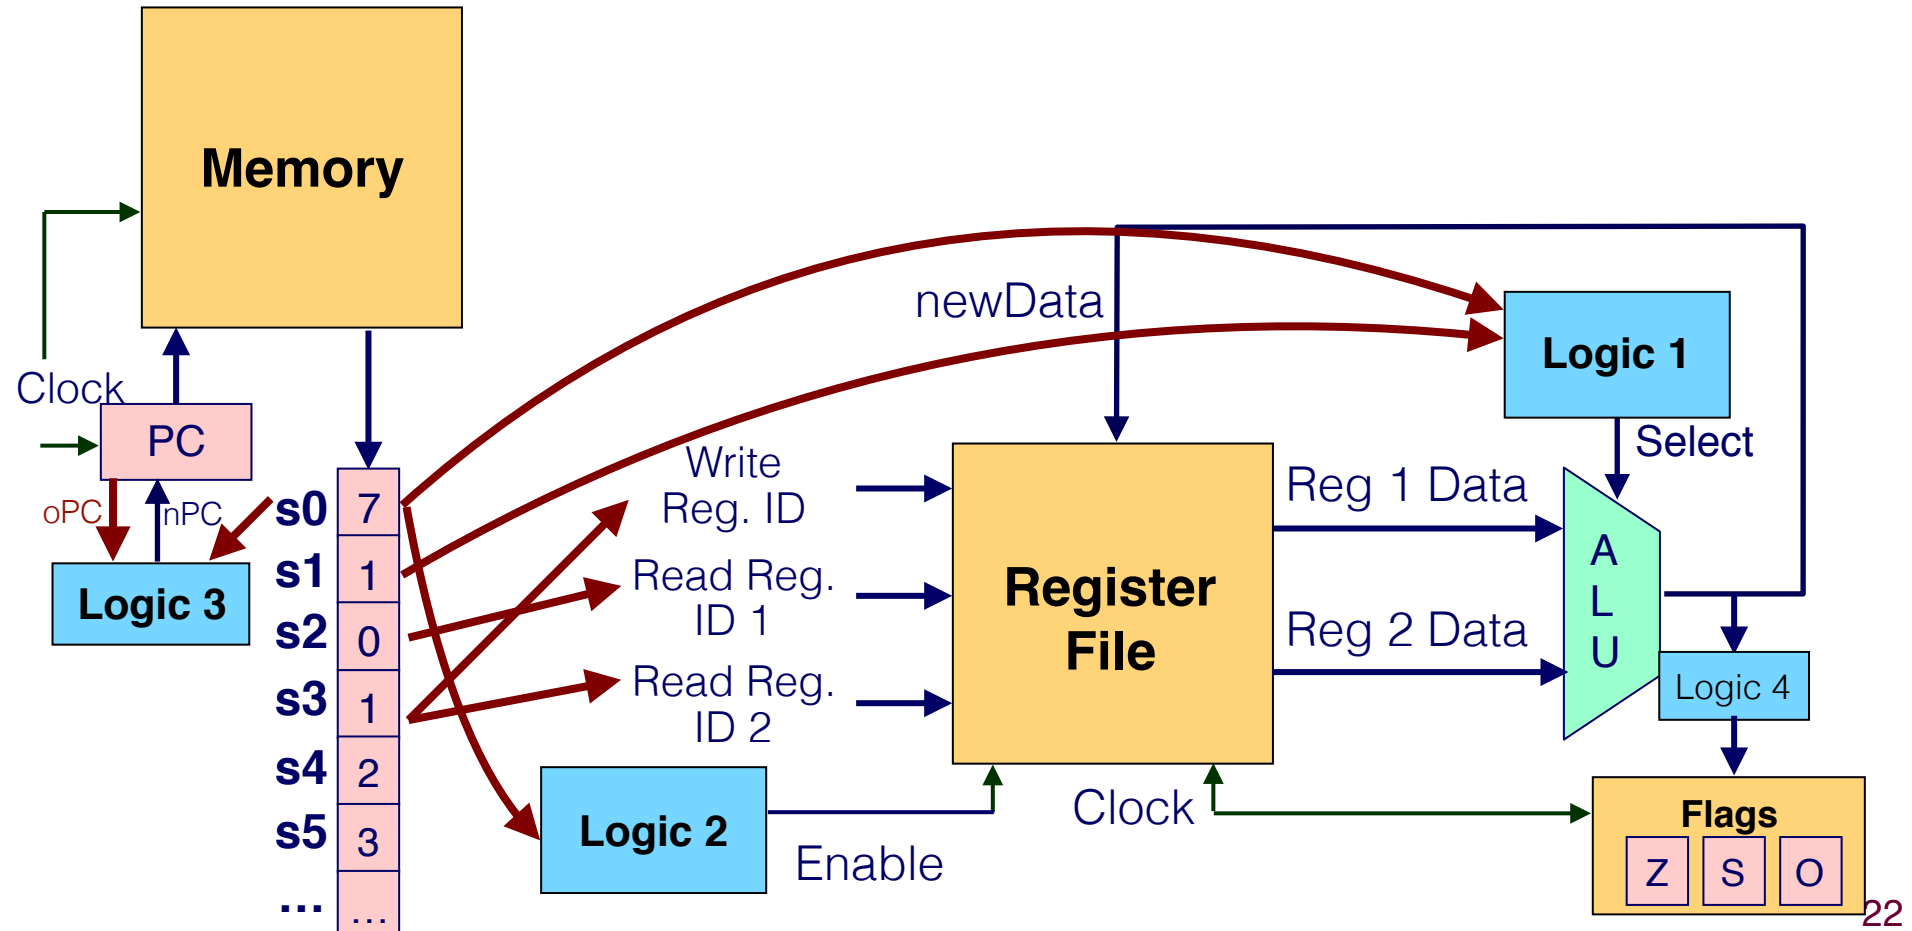 Memory
Clock
PC
oPC
nPC
Logic 3
s0 7
s1 1
s2 0
s3 1
s4 2
s5 3
... ...
Write
Reg. ID
Read Reg.
ID 1
Read Reg.
ID 2
Logic 2
Enable
newData
Register
File
Clock
Reg 1 Data
Reg 2 Data
Logic 1
Select
A
L
U
Logic 4
Flags
Z S O
22